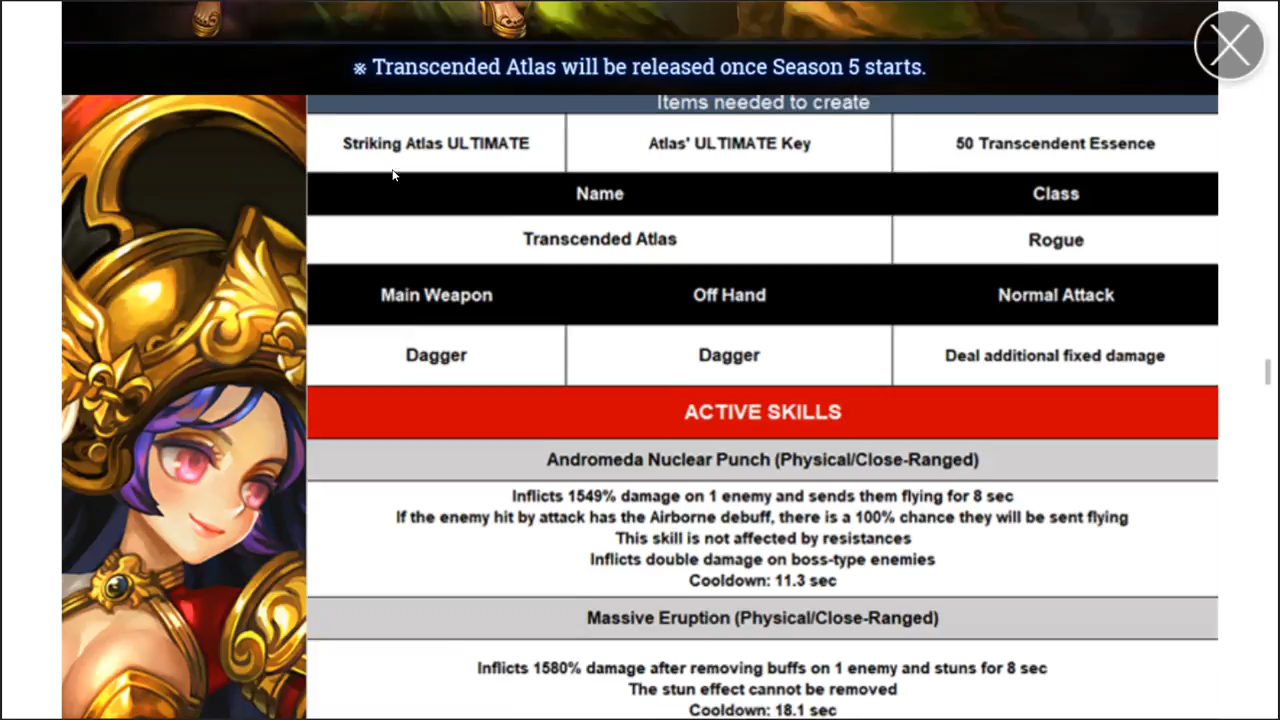 ※ Transcended Atlas will be released once Season 5 starts.
Items needed to create
Striking Atlas ULTIMATE
Atlas' ULTIMATE Key
50 Transcendent Essence
Name
Class
Transcended Atlas
Rogue
Main Weapon
Off Hand
Normal Attack
Dagger
Dagger
Deal additional fixed damage
ACTIVE SKILLS
Andromeda Nuclear Punch (Physical/Close-Ranged)
Inflicts 1549% damage on 1 enemy and sends them flying for 8 sec
If the enemy hit by attack has the Airborne debuff, there is a 100% chance they will be sent flying
This skill is not affected by resistances
Inflicts double damage on boss-type enemies
Cooldown: 11.3 sec
Massive Eruption (Physical/Close-Ranged)
Inflicts 1580% damage after removing buffs on 1 enemy and stuns for 8 sec
The stun effect cannot be removed
Cooldown: 18.1 sec